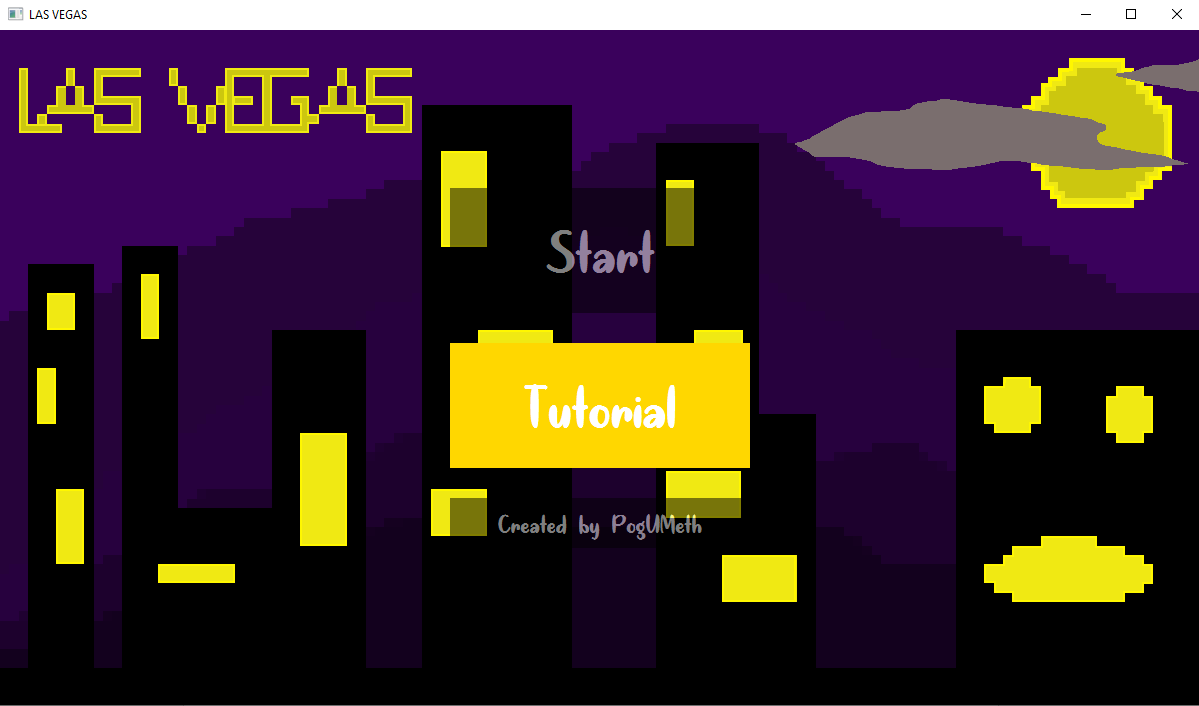 LAS VEGAS
LAS VEGAS
Start
Tutorial
Created by PogUMeth